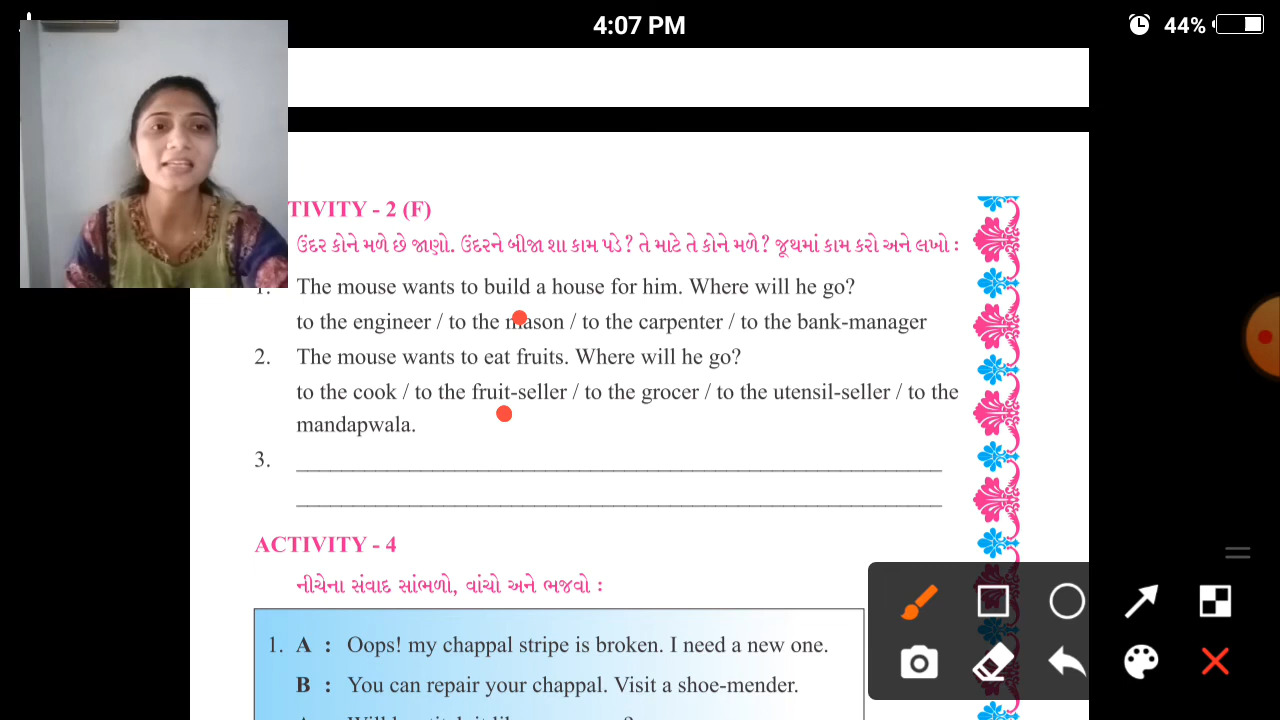 4:07 PM
44%
TIVITY - 2 (F)
ઉંદર કોને મળે છે જાણો. ઉંદરને બીજા શા કામ પડે? તે માટે તે કોને મળે? જૂથમાં કામ કરો અને લખો :
1. The mouse wants to build a house for him. Where will he go?
to the engineer / to the mason / to the carpenter / to the bank-manager
2. The mouse wants to eat fruits. Where will he go?
to the cook / to the fruit-seller / to the grocer / to the utensil-seller / to the
mandapwala.
3.
ACTIVITY - 4
નીચેના સંવાદ સાંભળો, વાંચો અને ભજવો :
1. A : Oops! my chappal stripe is broken. I need a new one.
B : You can repair your chappal. Visit a shoe-mender.